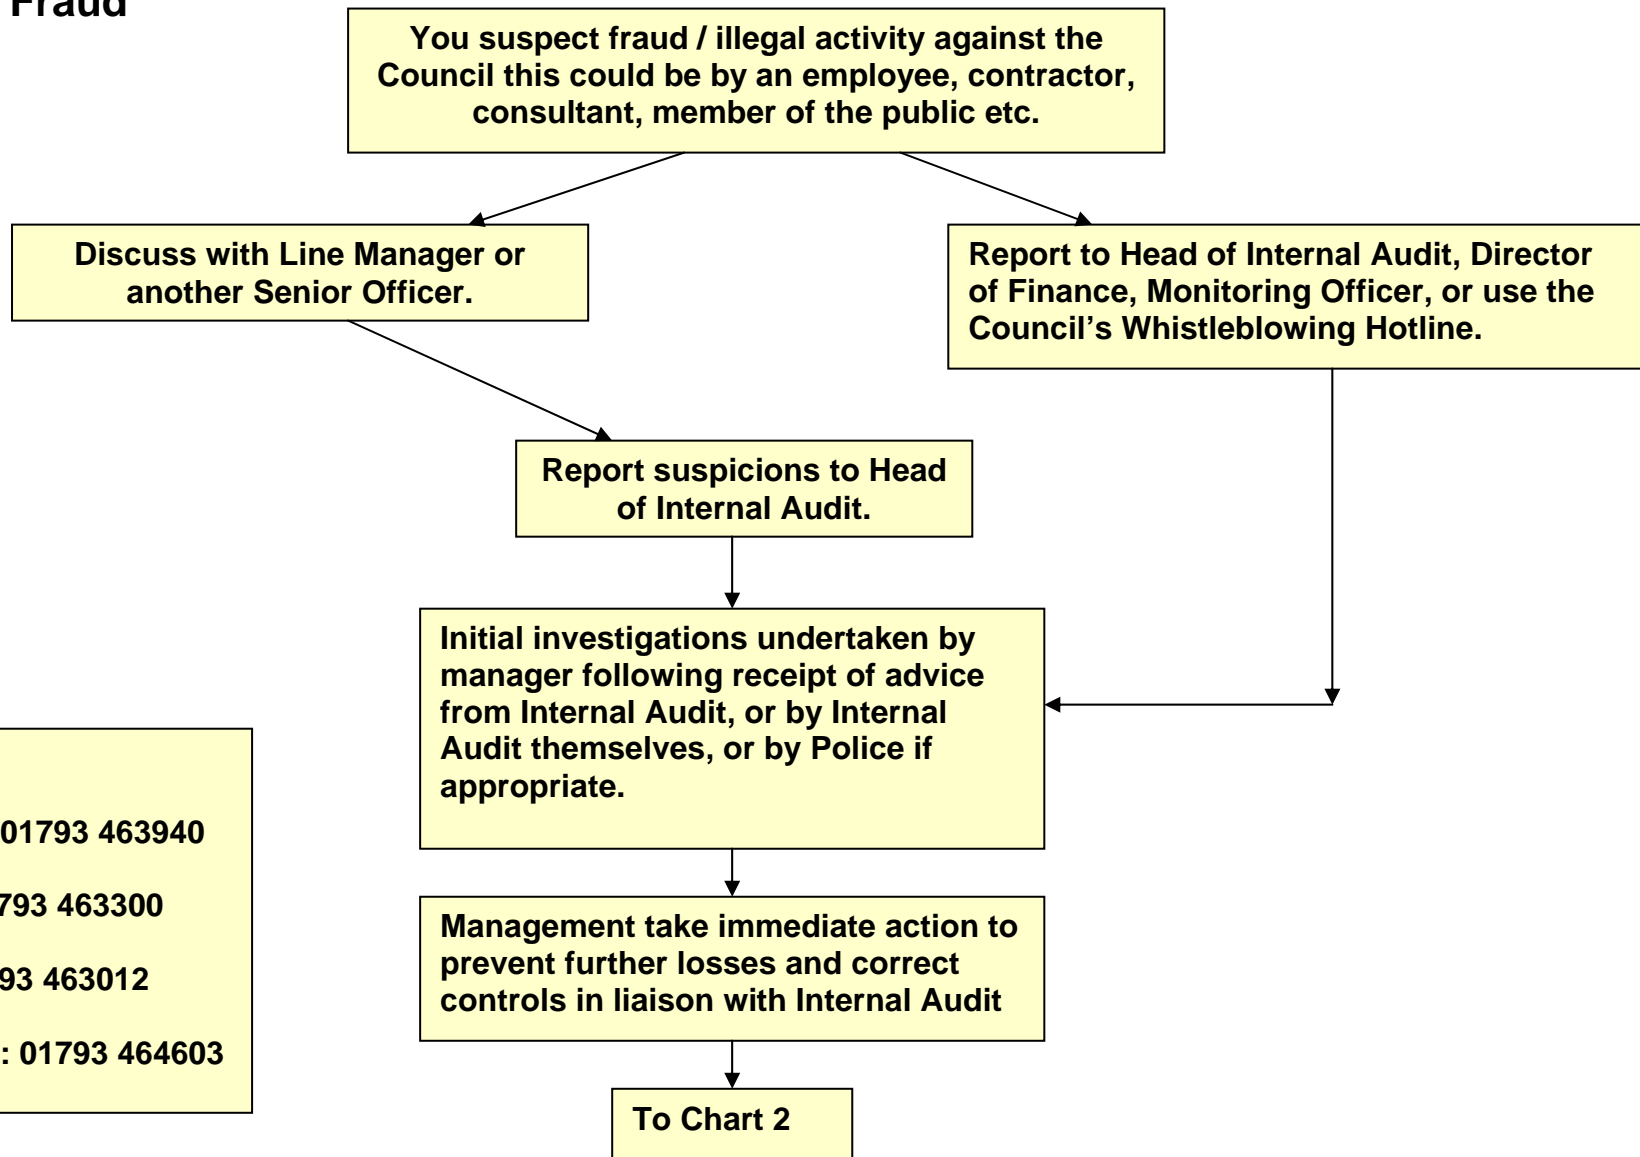 Fraud
You suspect fraud / illegal activity against the
Council this could be by an employee, contractor,
consultant, member of the public etc.
Discuss with Line Manager or
another Senior Officer.
Report to Head of Internal Audit, Director
of Finance, Monitoring Officer, or use the
Council’s Whistleblowing Hotline.
Report suspicions to Head
of Internal Audit.
Initial investigations undertaken by
manager following receipt of advice
from Internal Audit, or by Internal
Audit themselves, or by Police if
appropriate.
01793 463940
793 463300
93 463012
: 01793 464603
Management take immediate action to
prevent further losses and correct
controls in liaison with Internal Audit
To Chart 2